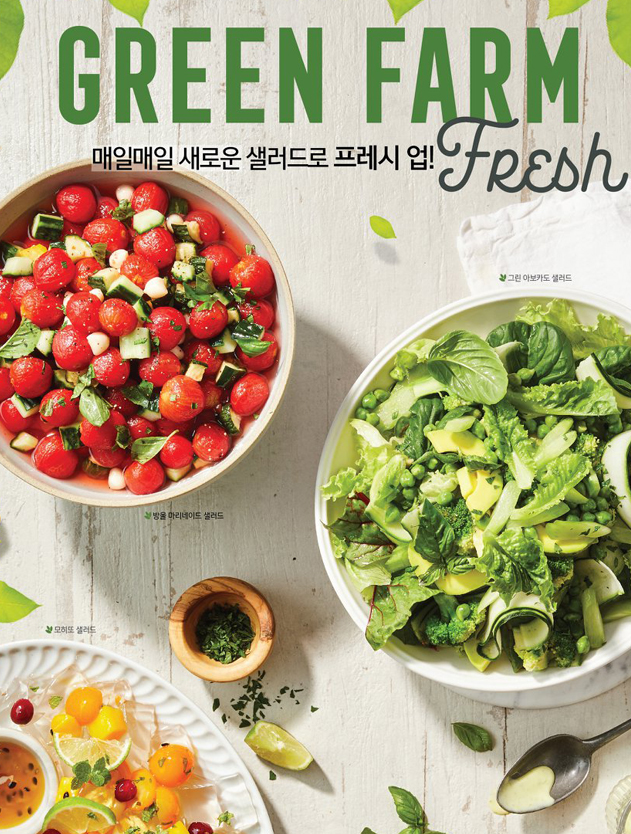 GREEN FARM
Fresh
매일매일 새로운 샐러드로 프레시 업!
그린 아보카도 샐러드
방울 마리네이드 샐러드
모히또 샐러드